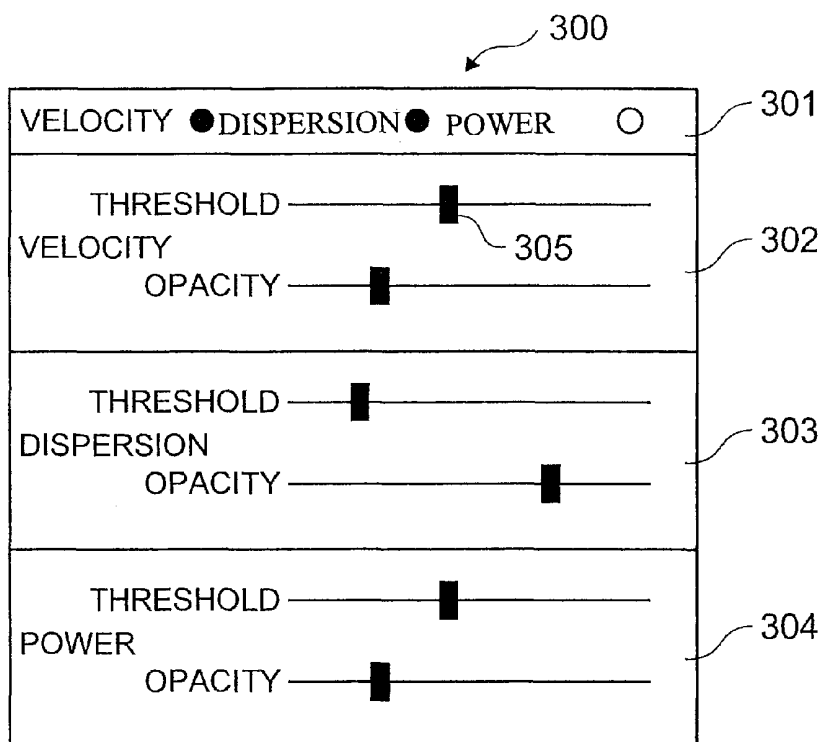 300
VELOCITY DISPERSION POWER
301
THRESHOLD
305
VELOCITY
302
OPACITY
THRESHOLD
DISPERSION
303
OPACITY
THRESHOLD
POWER
304
OPACITY